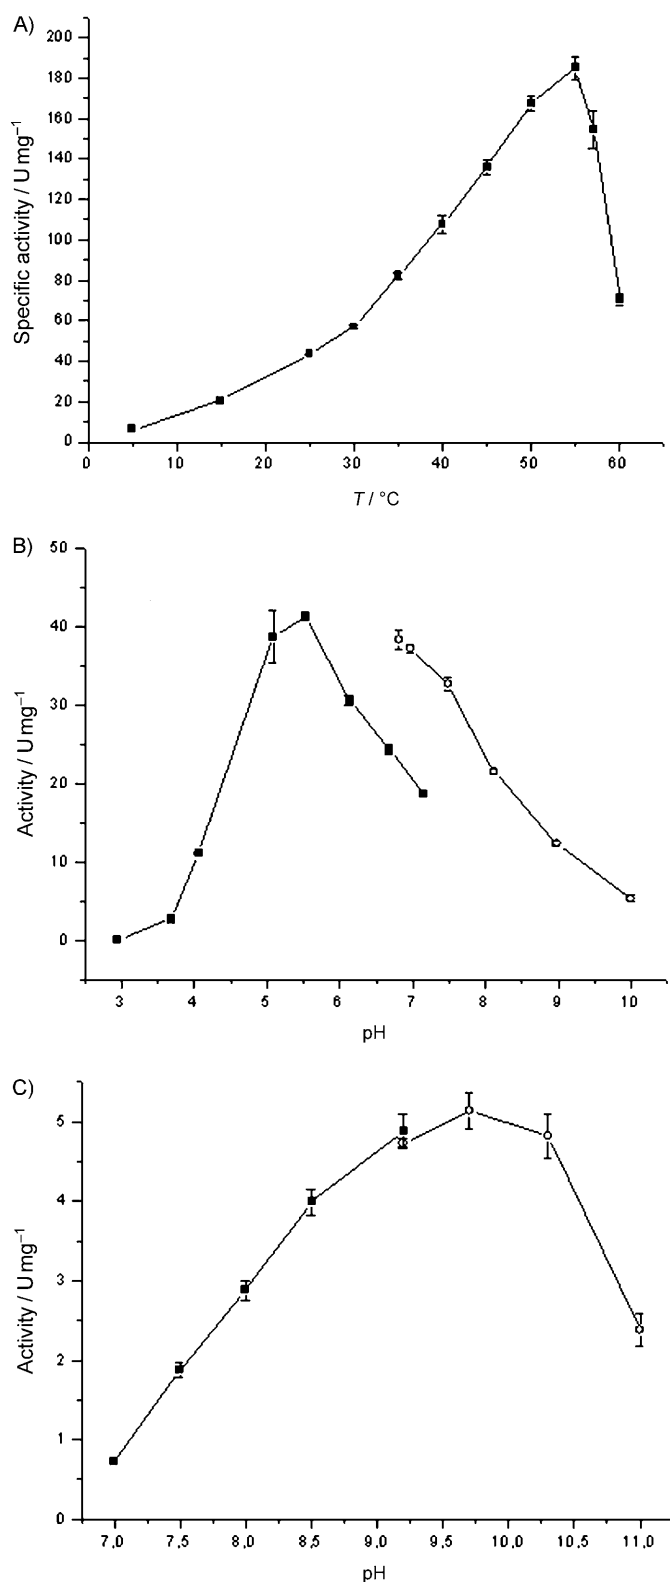 A)
200
180
160
140
120
100
80
60
40
20
0
Specific activity / U mg⁻¹
0 10 20 30 40 50 60
T / °C
B)
50
40
30
20
10
0
Activity / U mg⁻¹
3 4 5 6 7 8 9 10
pH
C)
5
4
3
2
1
0
Activity / U mg⁻¹
7,0 7,5 8,0 8,5 9,0 9,5 10,0 10,5 11,0
pH